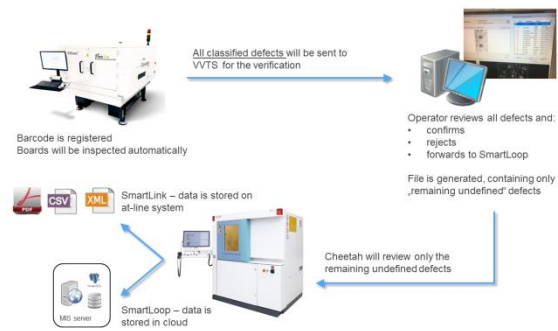 All classified defects will be sent to
VVTS for the verification
Barcode is registered
Boards will be inspected automatically
Operator reviews all defects and:
• confirms
• rejects
• forwards to SmartLoop
File is generated, containing only
„remaining undefined“ defects
PDF
CSV
XML
SmartLink – data is stored on
at-line system
Cheetah will review only the
remaining undefined defects
MIS server
SmartLoop – data is
stored in cloud